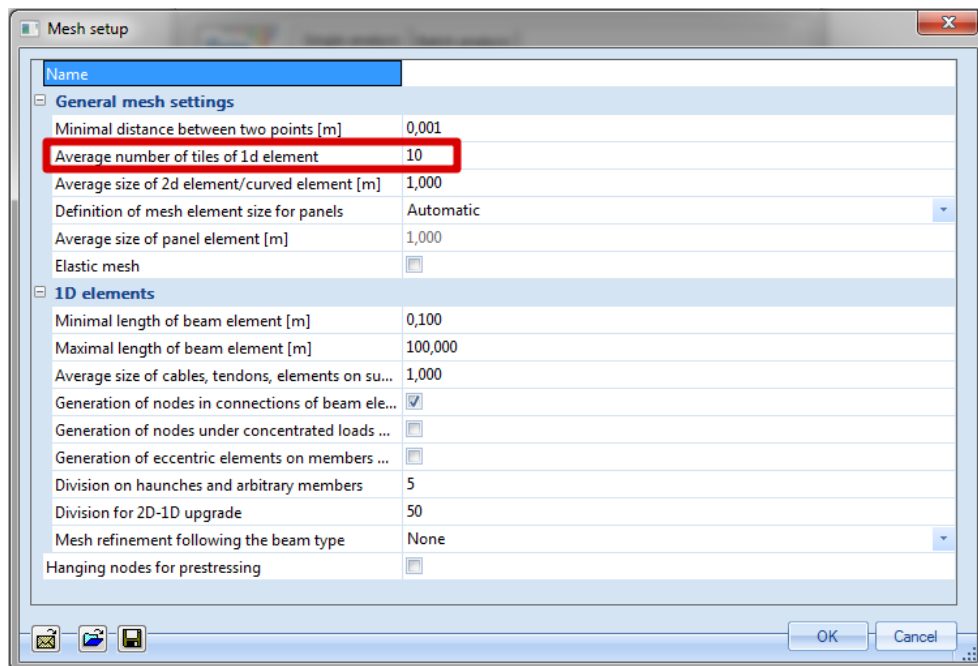 Mesh setup
Name
General mesh settings
Minimal distance between two points [m] 0,001
Average number of tiles of 1d element 10
Average size of 2d element/curved element [m] 1,000
Definition of mesh element size for panels Automatic
Average size of panel element [m] 1,000
Elastic mesh
1D elements
Minimal length of beam element [m] 0,100
Maximal length of beam element [m] 100,000
Average size of cables, tendons, elements on su... 1,000
Generation of nodes in connections of beam ele...
Generation of nodes under concentrated loads ...
Generation of eccentric elements on members ...
Division on haunches and arbitrary members 5
Division for 2D-1D upgrade 50
Mesh refinement following the beam type None
Hanging nodes for prestressing
OK Cancel